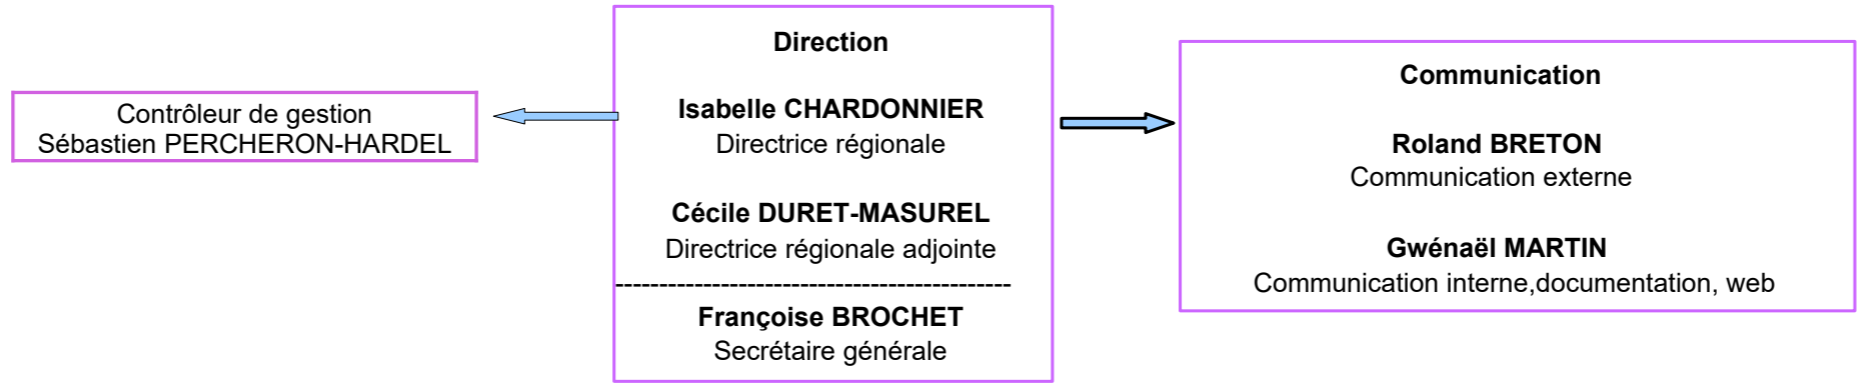 Contrôleur de gestion
Sébastien PERCHERON-HARDEL
Direction
Isabelle CHARDONNIER
Directrice régionale
Cécile DURET-MASUREL
Directrice régionale adjointe
---------------------------------------------
Françoise BROCHET
Secrétaire générale
Communication
Roland BRETON
Communication externe
Gwénaël MARTIN
Communication interne,documentation, web